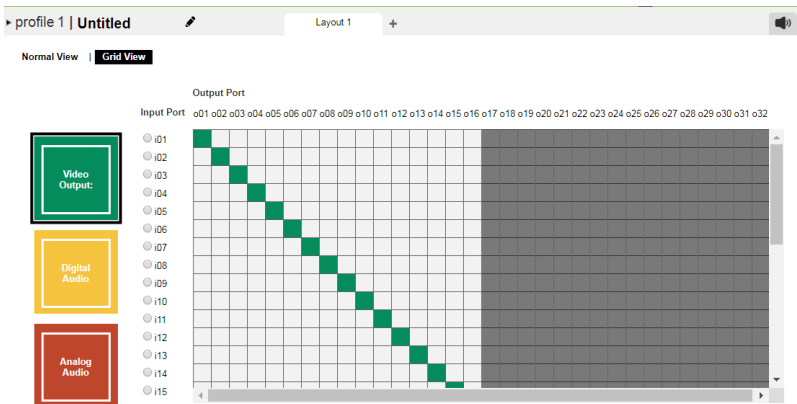 profile 1 | Untitled
Layout 1 +
Normal View | Grid View
Output Port
Input Port o01 o02 o03 o04 o05 o06 o07 o08 o09 o10 o11 o12 o13 o14 o15 o16 o17 o18 o19 o20 o21 o22 o23 o24 o25 o26 o27 o28 o29 o30 o31 o32
Video
Output:
Digital
Audio
Analog
Audio
i01
i02
i03
i04
i05
i06
i07
i08
i09
i10
i11
i12
i13
i14
i15